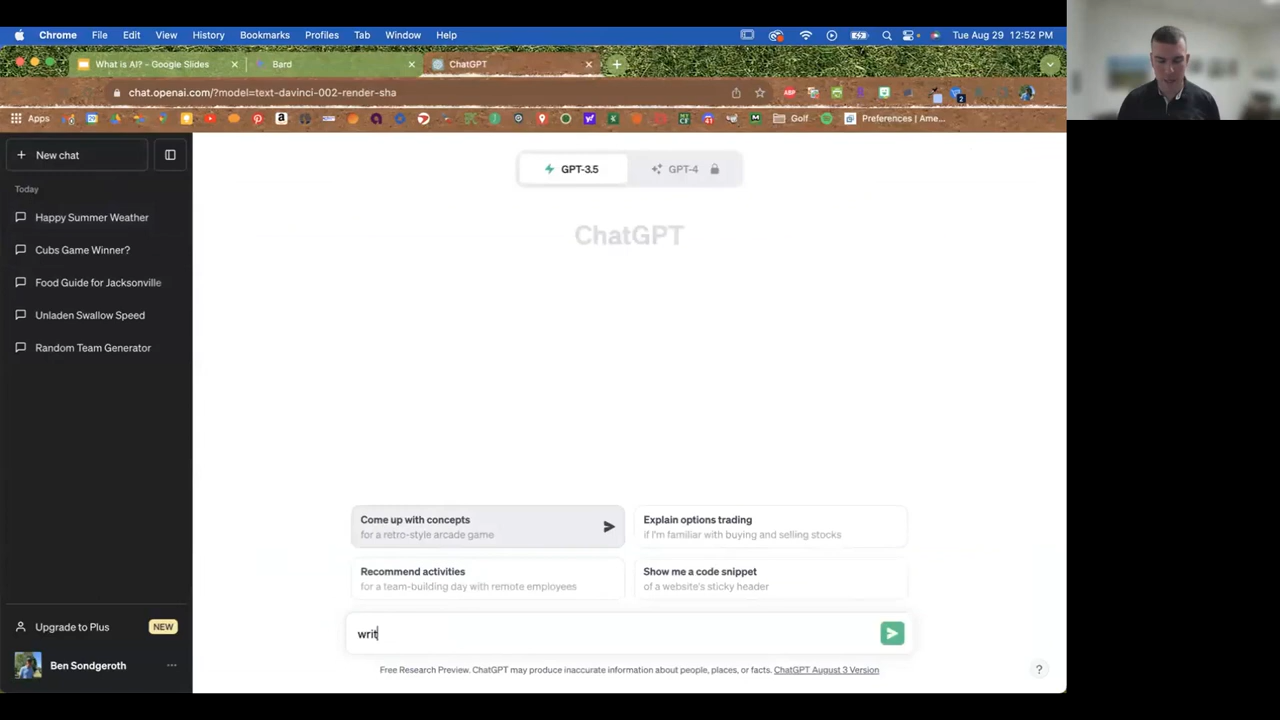 Chrome File Edit View History Bookmarks Profiles Tab Window Help Tue Aug 29 12:52 PM
What is AI? - Google Slides Bard ChatGPT
chat.openai.com/?model=text-davinci-002-render-sha
Apps Golf Preferences | Ame...
New chat
Today
Happy Summer Weather
Cubs Game Winner?
Food Guide for Jacksonville
Unladen Swallow Speed
Random Team Generator
Upgrade to Plus NEW
Ben Sondgeroth
GPT-3.5 GPT-4
ChatGPT
Come up with concepts
for a retro-style arcade game
Explain options trading
if I'm familiar with buying and selling stocks
Recommend activities
for a team-building day with remote employees
Show me a code snippet
of a website's sticky header
writ
Free Research Preview. ChatGPT may produce inaccurate information about people, places, or facts. ChatGPT August 3 Version
?